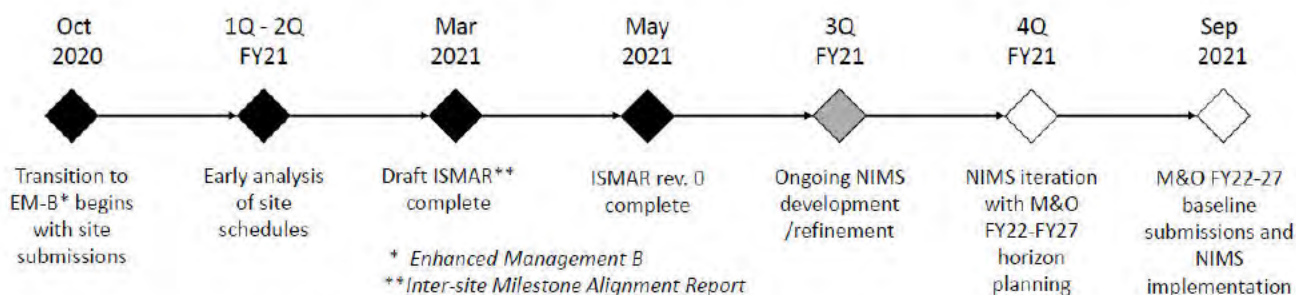 Oct
2020
1Q - 2Q
FY21
Mar
2021
May
2021
3Q
FY21
4Q
FY21
Sep
2021
Transition to
EM-B* begins
with site
submissions
Early analysis
of site
schedules
Draft ISMAR**
complete
ISMAR rev. 0
complete
Ongoing NIMS
development
/refinement
NIMS iteration
with M&O
FY22-FY27
horizon
planning
M&O FY22-27
baseline
submissions and
NIMS
implementation
* Enhanced Management B
**Inter-site Milestone Alignment Report